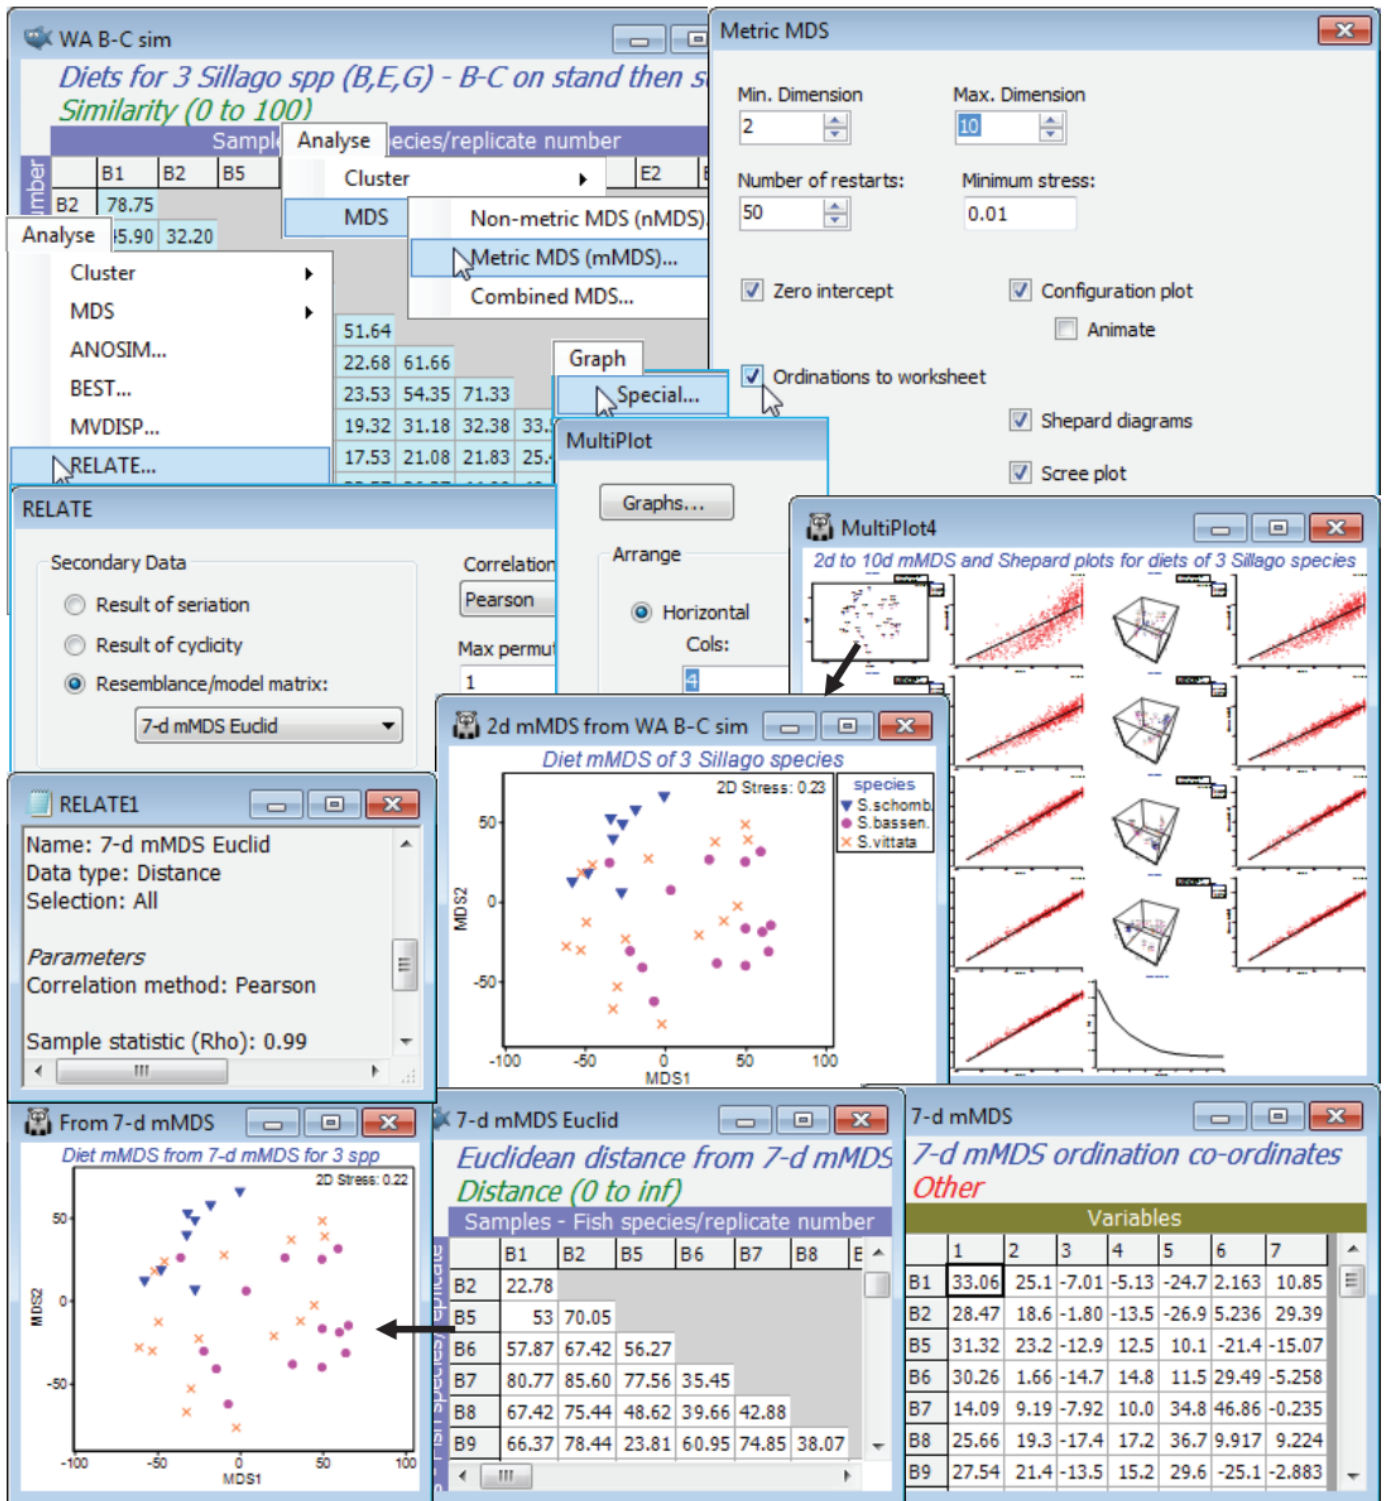 WA B-C sim
Diets for 3 Sillago spp (B,E,G) - B-C on stand then s
Similarity (0 to 100)
Analyse
ecies/replicate number
B1 B2 B5 E2
B2 78.75
45.90 32.20
Cluster
MDS
Non-metric MDS (nMDS)
Metric MDS (mMDS)...
Combined MDS...
Analyse
Cluster
MDS
ANOSIM...
BEST...
MVDISP...
RELATE...
51.64
22.68 61.66
23.53 54.35 71.33
19.32 31.18 32.38
17.53 21.08 21.83
Graph
Special...
Metric MDS
Min. Dimension Max. Dimension
2 10
Number of restarts: Minimum stress:
50 0.01
Zero intercept Configuration plot
Animate
Ordinations to worksheet
Shepard diagrams
Scree plot
MultiPlot
Graphs...
Arrange
Horizontal
Cols:
4
RELATE
Secondary Data
Result of seriation
Result of cyclicity
Resemblance/model matrix:
7-d mMDS Euclid
Correlation
Pearson
Max permut
1
MultiPlot4
2d to 10d mMDS and Shepard plots for diets of 3 Sillago species
2d mMDS from WA B-C sim
Diet mMDS of 3 Sillago species
2D Stress: 0.23
species
S.schomb.
S.bassen.
S.vittata
50
0
-50
MDS2
-100 -50 0 50 100
MDS1
RELATE1
Name: 7-d mMDS Euclid
Data type: Distance
Selection: All
Parameters
Correlation method: Pearson
Sample statistic (Rho): 0.99
From 7-d mMDS
Diet mMDS from 7-d mMDS for 3 spp
2D Stress: 0.22
50
0
-50
MDS2
-100 -50 0 50 100
MDS1
7-d mMDS Euclid
Euclidean distance from 7-d mMDS
Distance (0 to inf)
Samples - Fish species/replicate number
B1 B2 B5 B6 B7 B8
B2 22.78
B5 53 70.05
B6 57.87 67.42 56.27
B7 80.77 85.60 77.56 35.45
B8 67.42 75.44 48.62 39.66 42.88
B9 66.37 78.44 23.81 60.95 74.85 38.07
7-d mMDS
7-d mMDS ordination co-ordinates
Other
Variables
1 2 3 4 5 6 7
B1 33.06 25.1 -7.01 -5.13 -24.7 2.163 10.85
B2 28.47 18.6 -1.80 -13.5 -26.9 5.236 29.39
B5 31.32 23.2 -12.9 12.5 10.1 -21.4 -15.07
B6 30.26 1.66 -14.7 14.8 11.5 29.49 -5.258
B7 14.09 9.19 -7.92 10.0 34.8 46.86 -0.235
B8 25.66 19.3 -17.4 17.2 36.7 9.917 9.224
B9 27.54 21.4 -13.5 15.2 29.6 -25.1 -2.883